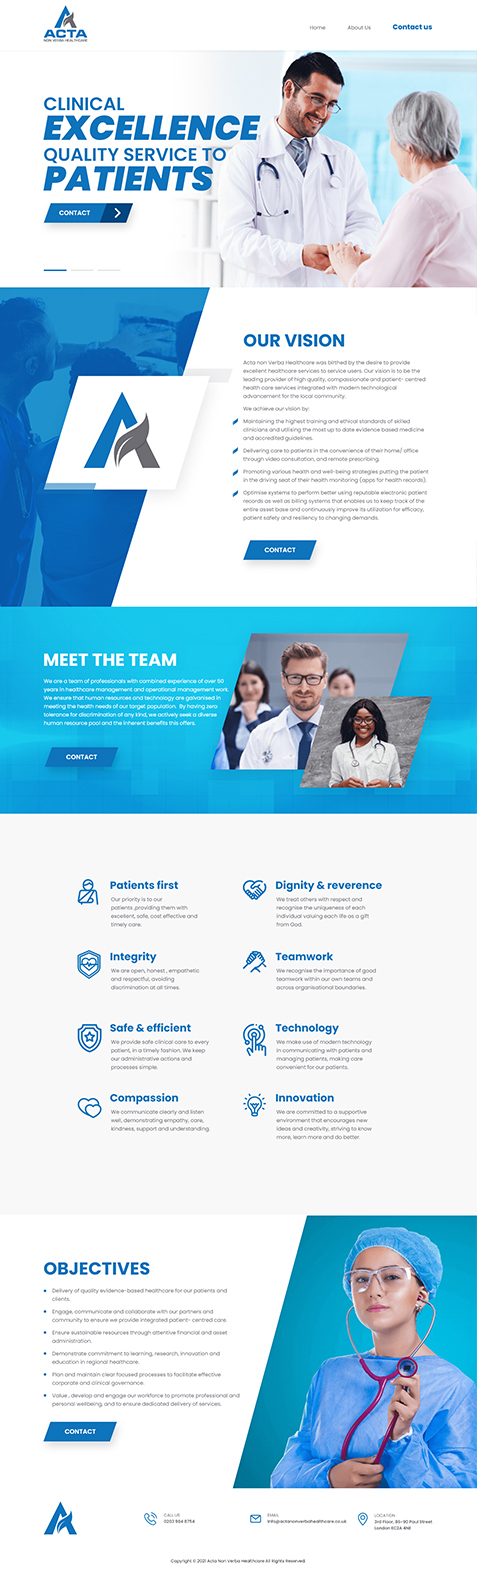 ACTA
NON VERBA HEALTHCARE
Home
About Us
Contact us
CLINICAL
EXCELLENCE
QUALITY SERVICE TO
PATIENTS
CONTACT
OUR VISION
Acta non Verba Healthcare was birthed by the desire to provide
excellent healthcare services to service users. Our vision is to be the
leading provider of high quality, compassionate and patient- centred
health care services integrated with modern technological
advancement for the local community.
We achieve our vision by:
Maintaining the highest training and ethical standards of skilled
clinicians and utilising the most up to date evidence based medicine
and accredited guidelines.
Delivering care to patients in the convenience of their home/ office
through video consultation, and remote prescribing.
Promoting various health and well-being strategies putting the patient
in the driving seat of their health monitoring (apps for health records).
Optimise systems to perform better using reputable electronic patient
records as well as billing systems that enables us to keep track of the
entire asset base and continuously improve its utilization for efficacy,
patient safety and resiliency to changing demands.
CONTACT
MEET THE TEAM
We are a team of professionals with combined experience of over 50
years in healthcare management and operational management work.
We ensure that human resources and technology are galvanised in
meeting the health needs of our target population. By having zero
tolerance for discrimination of any kind, we actively seek a diverse
human resource pool and the inherent benefits this offers.
CONTACT
Patients first
Our priority is to our
patients ,providing them with
excellent, safe, cost effective and
timely care.
Dignity & reverence
We treat others with respect and
recognise the uniqueness of each
individual valuing each life as a gift
from God.
Integrity
We are open, honest , empathetic
and respectful, avoiding
discrimination at all times.
Teamwork
We recognise the importance of good
teamwork within our own teams and
across organisational boundaries.
Safe & efficient
We provide safe clinical care to every
patient, in a timely fashion. We keep
our administrative actions and
processes simple.
Technology
We make use of modern technology
in communicating with patients and
managing patients, making care
convenient for our patients.
Compassion
We communicate clearly and listen
well, demonstrating empathy, care,
kindness, support and understanding.
Innovation
We are committed to a supportive
environment that encourages new
ideas and creativity, striving to know
more, learn more and do better.
OBJECTIVES
Delivery of quality evidence-based healthcare for our patients and
clients.
Engage, communicate and collaborate with our partners and
community to ensure we provide integrated patient- centred care.
Ensure sustainable resources through attentive financial and asset
administration.
Demonstrate commitment to learning, research, innovation and
education in regional healthcare.
Plan and maintain clear focused processes to facilitate effective
corporate and clinical governance.
Value , develop and engage our workforce to promote professional and
personal wellbeing, and to ensure dedicated delivery of services.
CONTACT
CALL US
0203 984 8754
EMAIL
info@actanonverbahealthcare.co.uk
LOCATION
3rd Floor, 86-90 Paul Street
London EC2A 4NE
Copyright © 2021 Acta Non Verba Healthcare All Rights Reserved.